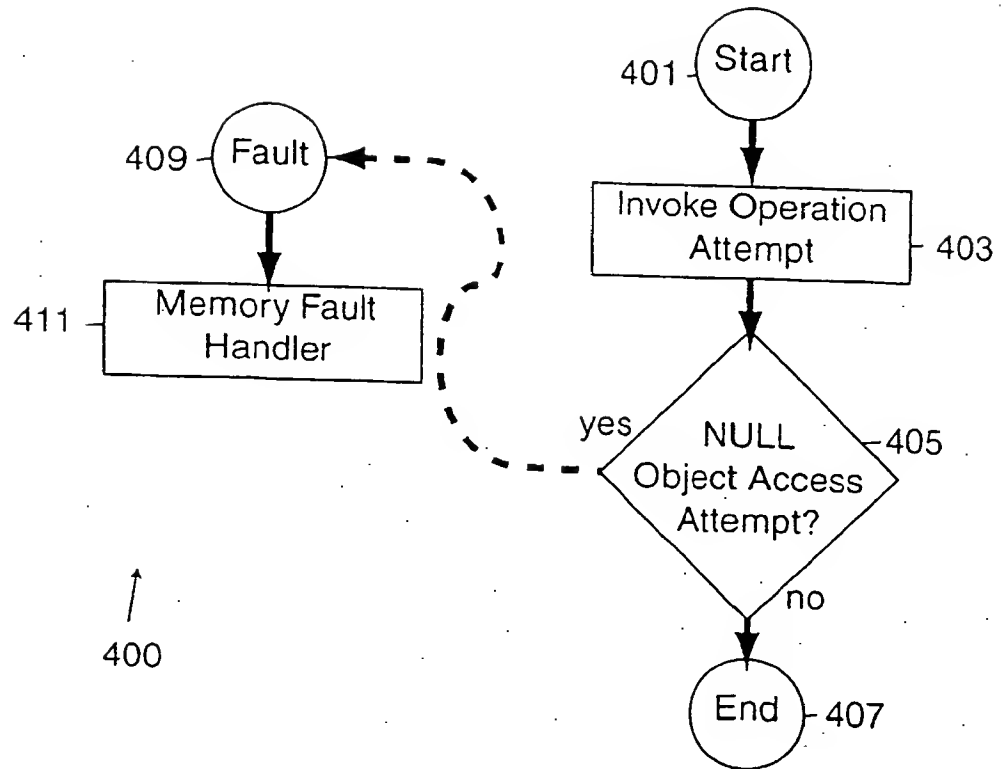 Start
401
Fault
409
Invoke Operation
Attempt
403
Memory Fault
Handler
411
yes
NULL
Object Access
Attempt?
405
no
400
End
407